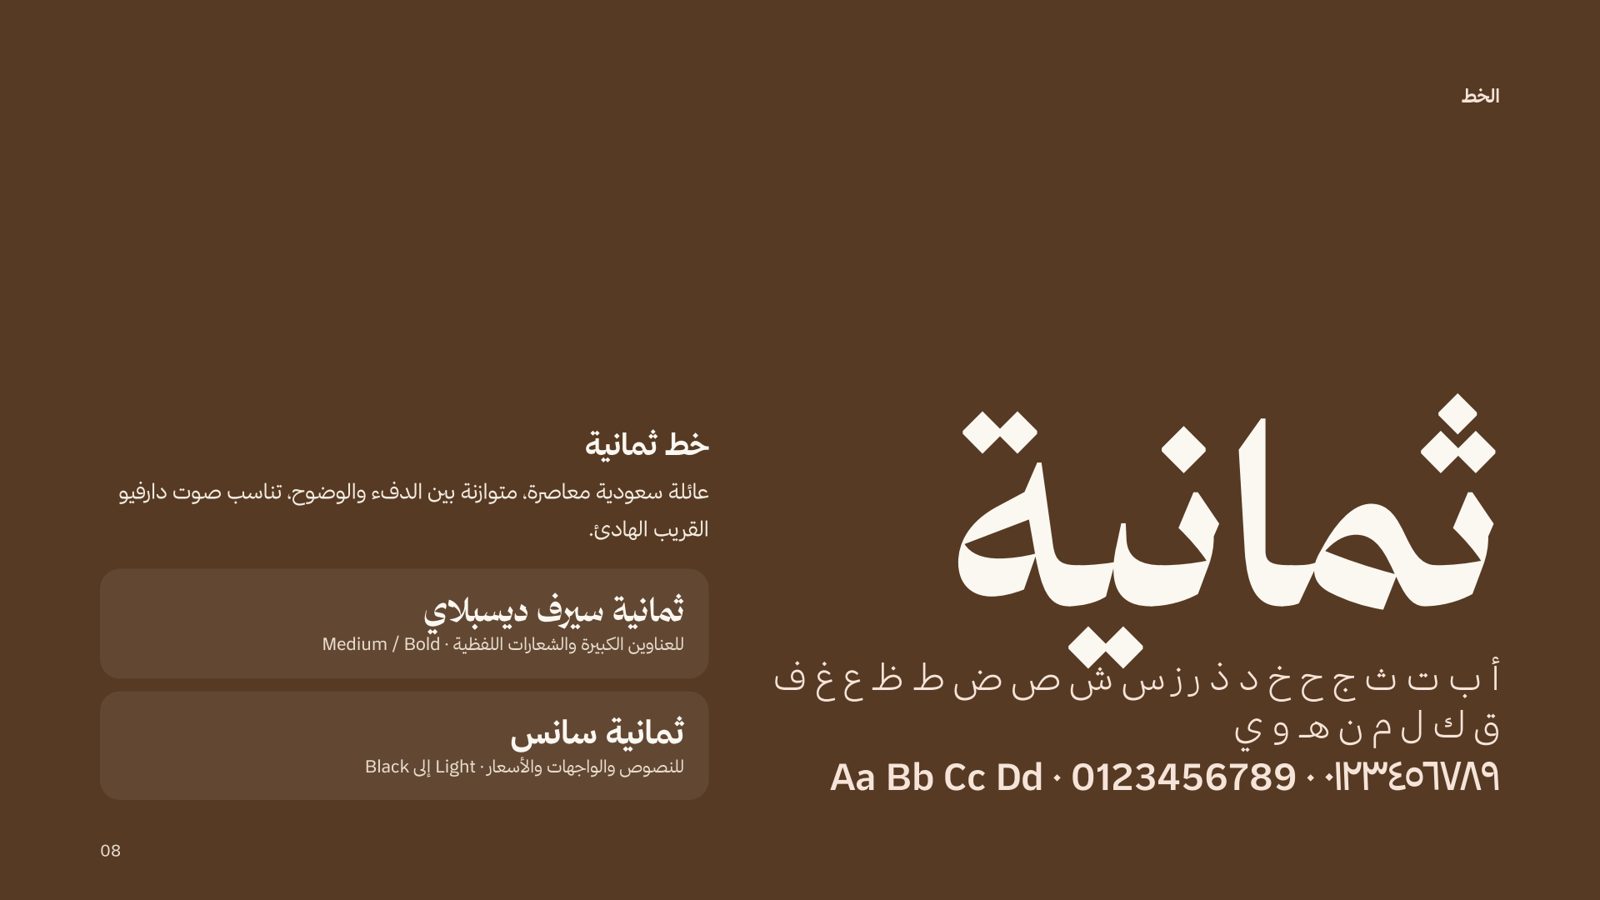 الخط
ثمانية
أ ب ت ث ج ح خ د ذ ر ز س ش ص ض ط ظ ع غ ف
ق ك ل م ن هـ و ي
Aa Bb Cc Dd · 0123456789 · ٠١٢٣٤٥٦٧٨٩
خط ثمانية
عائلة سعودية معاصرة، متوازنة بين الدفء والوضوح، تناسب صوت دارفيو
القريب الهادئ.
ثمانية سيرف ديسبلاي
للعناوين الكبيرة والشعارات اللفظية · Medium / Bold
ثمانية سانس
للنصوص والواجهات والأسعار · Light إلى Black
08